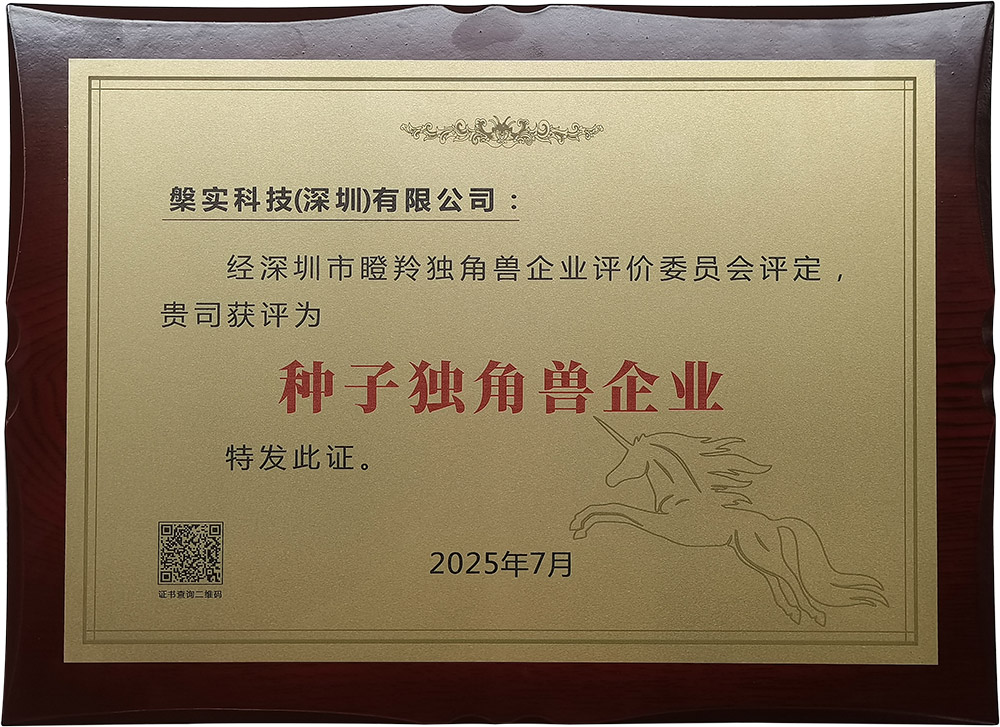 槃实科技(深圳)有限公司：
经深圳市瞪羚独角兽企业评价委员会评定，
贵司获评为
种子独角兽企业
特发此证。
2025年7月
证书查询二维码